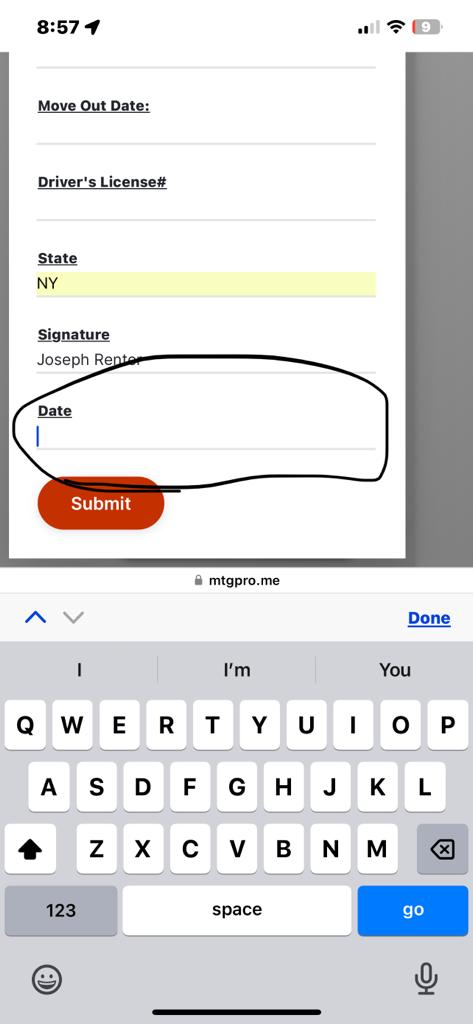 8:57
9
Move Out Date:
Driver's License#
State
NY
Signature
Joseph Renter
Date
Submit
mtgpro.me
Done
I I'm You
Q W E R T Y U I O P
A S D F G H J K L
Z X C V B N M
123 space go